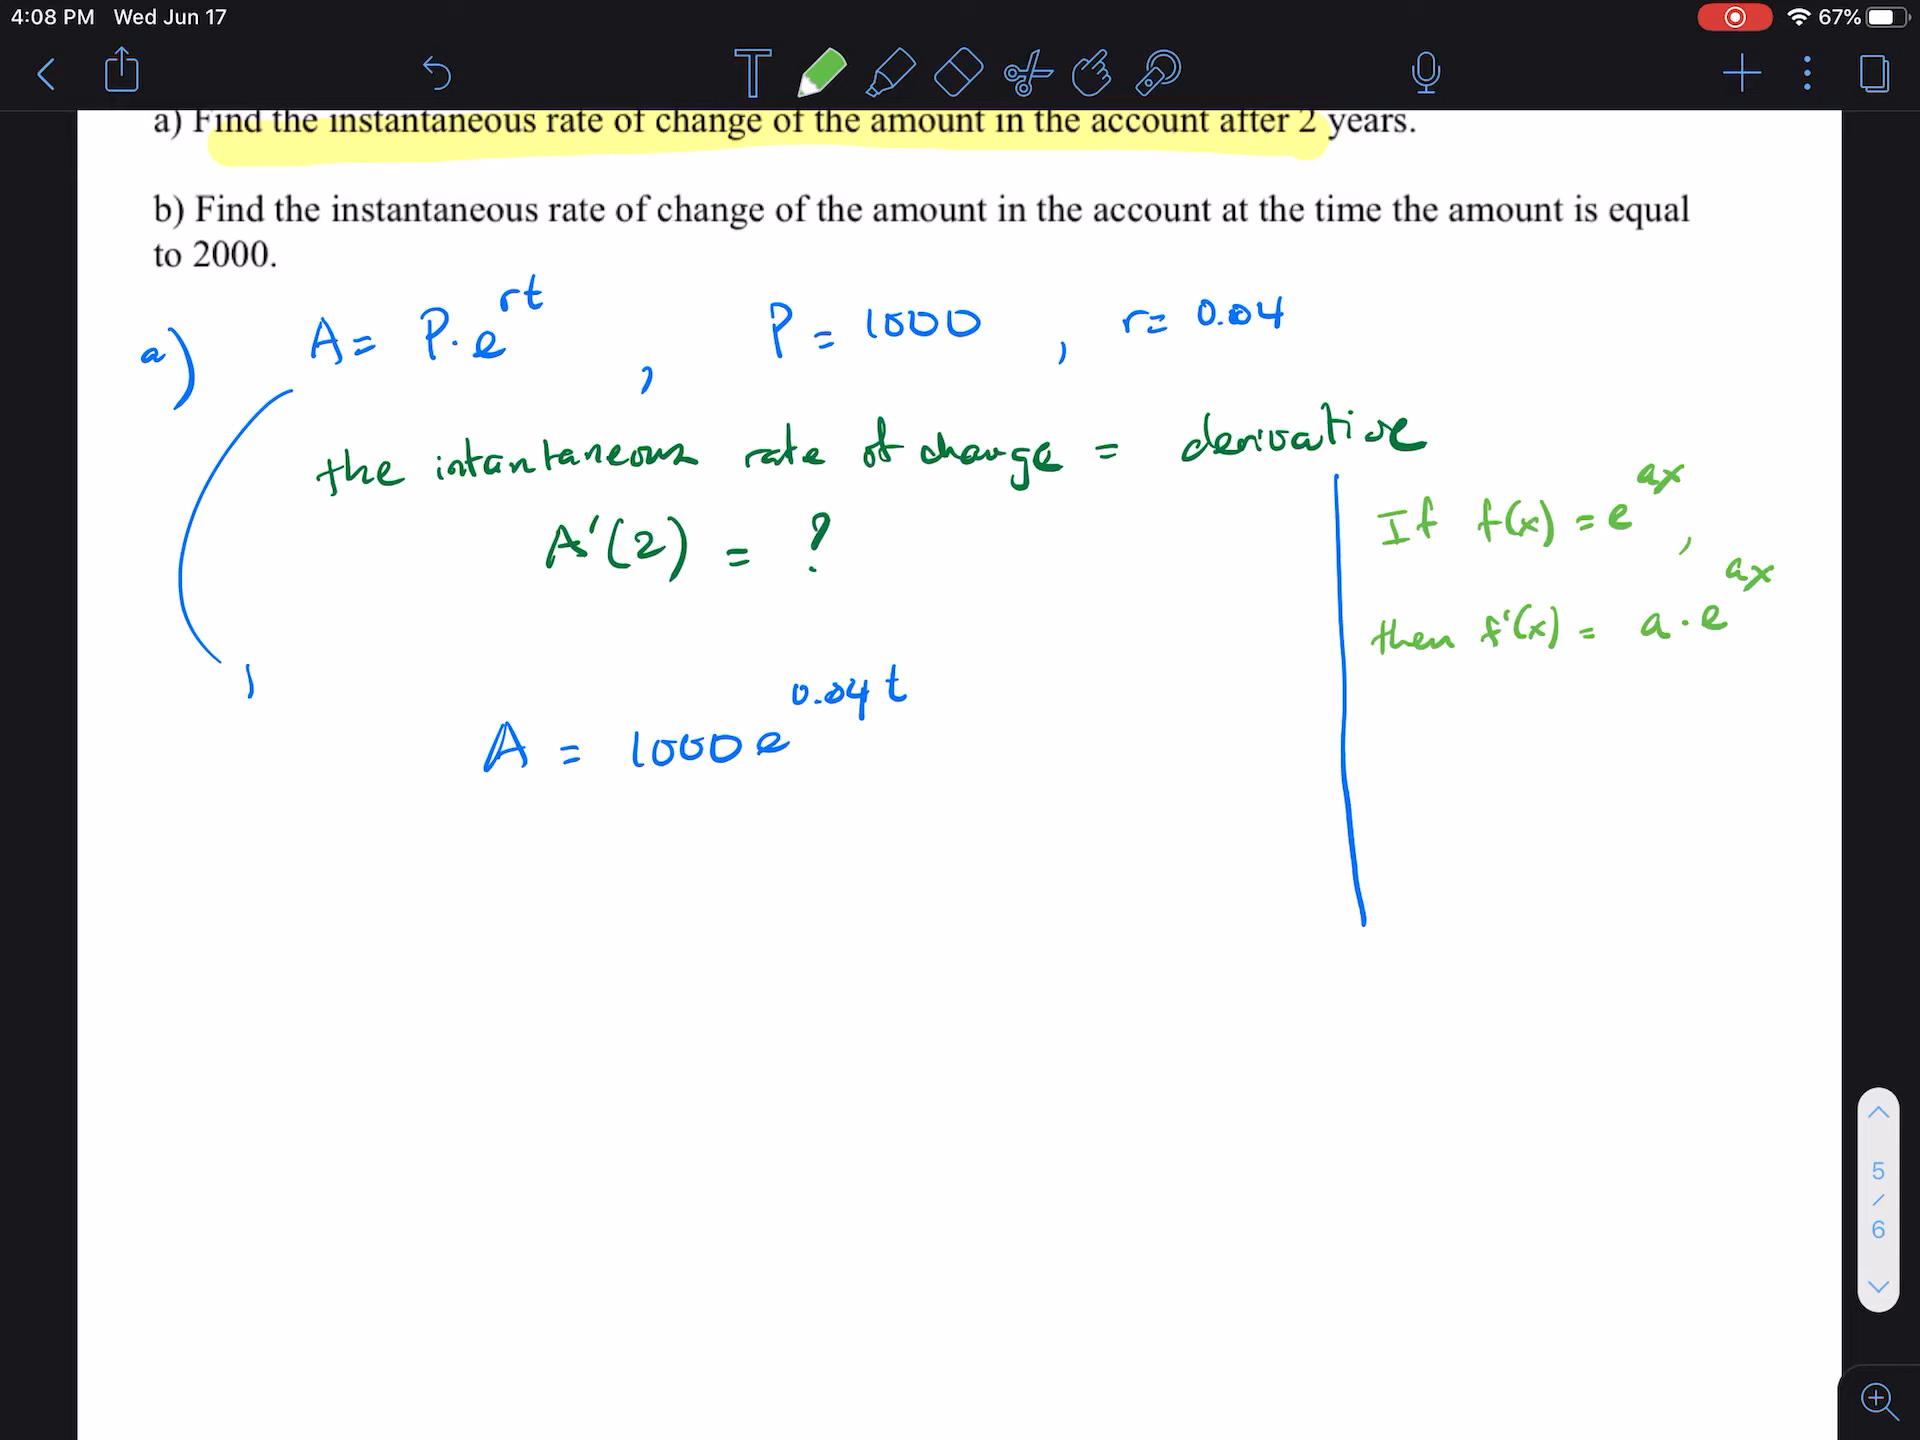 4:08 PM Wed Jun 17 67%
T
a) Find the instantaneous rate of change of the amount in the account after 2 years.
b) Find the instantaneous rate of change of the amount in the account at the time the amount is equal
to 2000.
a) A = P. e^rt , P = 1000 , r = 0.04
the intantaneous rate of change = derivative
A'(2) = ?
If f(x) = e^ax ,
then f'(x) = a . e^ax
A = 1000 e^0.04t
5
/
6